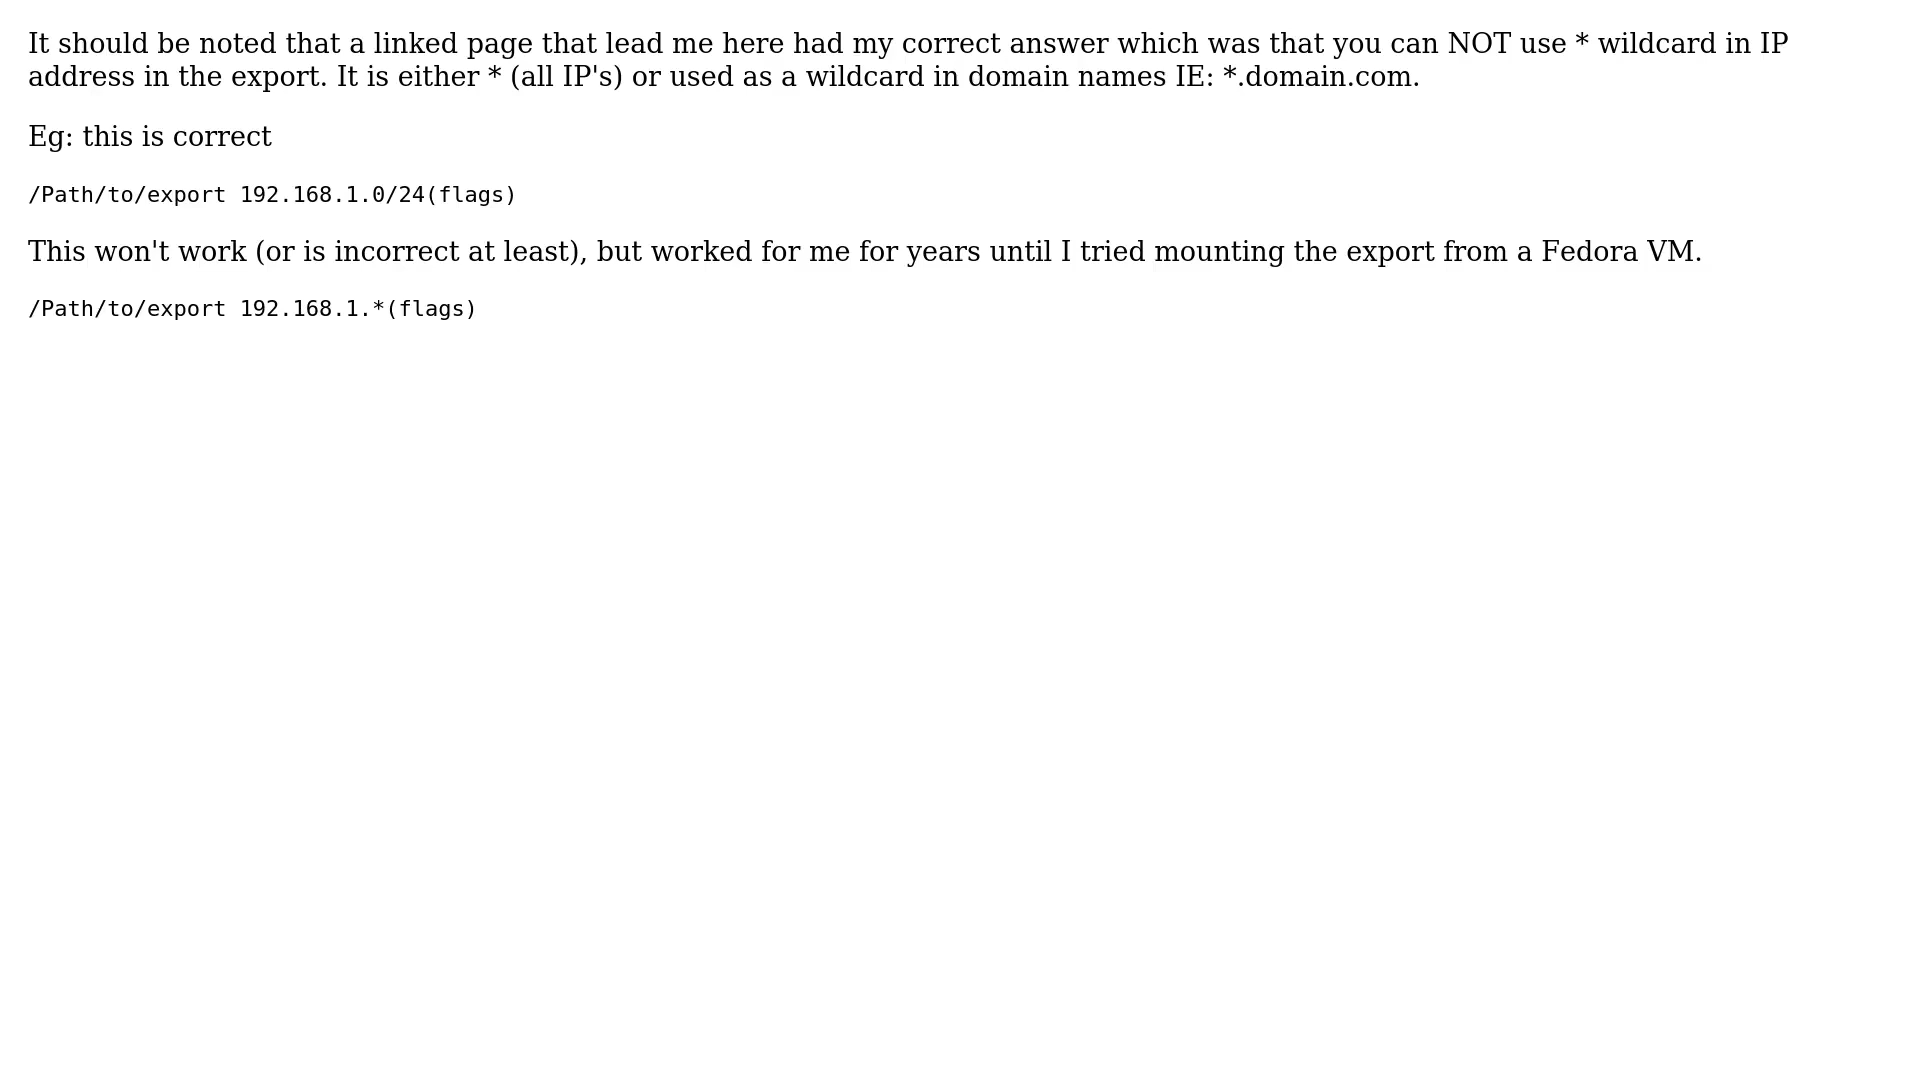 It should be noted that a linked page that lead me here had my correct answer which was that you can NOT use * wildcard in IP
address in the export. It is either * (all IP's) or used as a wildcard in domain names IE: *.domain.com.
Eg: this is correct
/Path/to/export 192.168.1.0/24(flags)
This won't work (or is incorrect at least), but worked for me for years until I tried mounting the export from a Fedora VM.
/Path/to/export 192.168.1.*(flags)